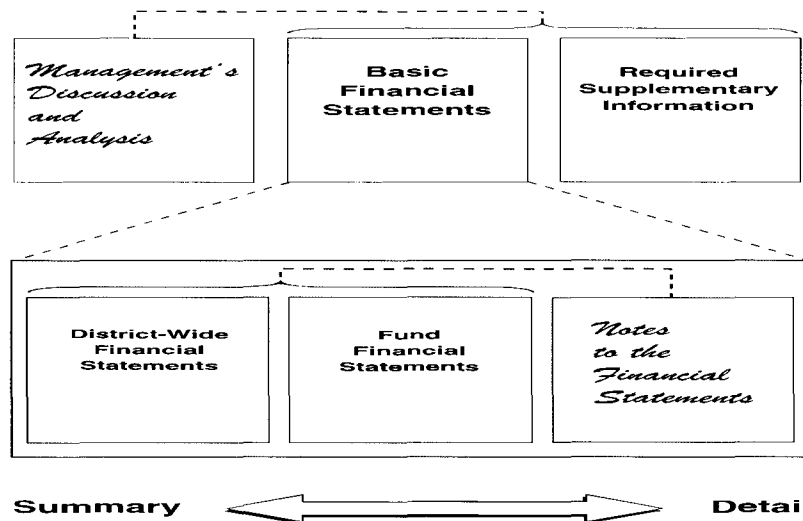 Management's
Discussion
and
Analysis
Basic
Financial
Statements
Required
Supplementary
Information
District-Wide
Financial
Statements
Fund
Financial
Statements
Notes
to the
Financial
Statements
Summary
Detai